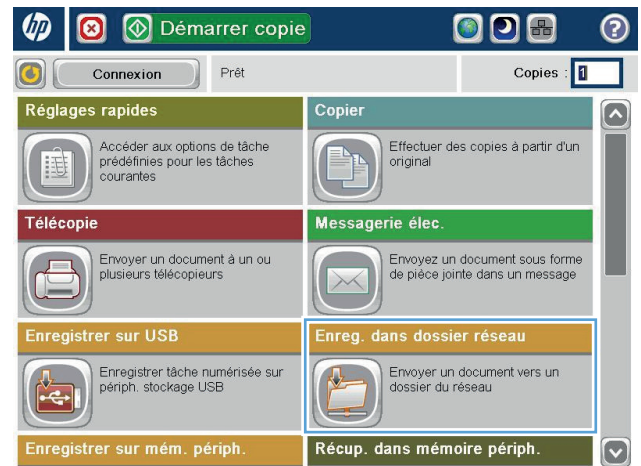 hp Démarrer copie ?
Connexion Prêt Copies : 1
Réglages rapides
Accéder aux options de tâche
prédéfinies pour les tâches
courantes
Copier
Effectuer des copies à partir d'un
original
Télécopie
Envoyer un document à un ou
plusieurs télécopieurs
Messagerie élec.
Envoyez un document sous forme
de pièce jointe dans un message
Enregistrer sur USB
Enregistrer tâche numérisée sur
périph. stockage USB
Enreg. dans dossier réseau
Envoyer un document vers un
dossier du réseau
Enregistrer sur mém. périph.
Récup. dans mémoire périph.